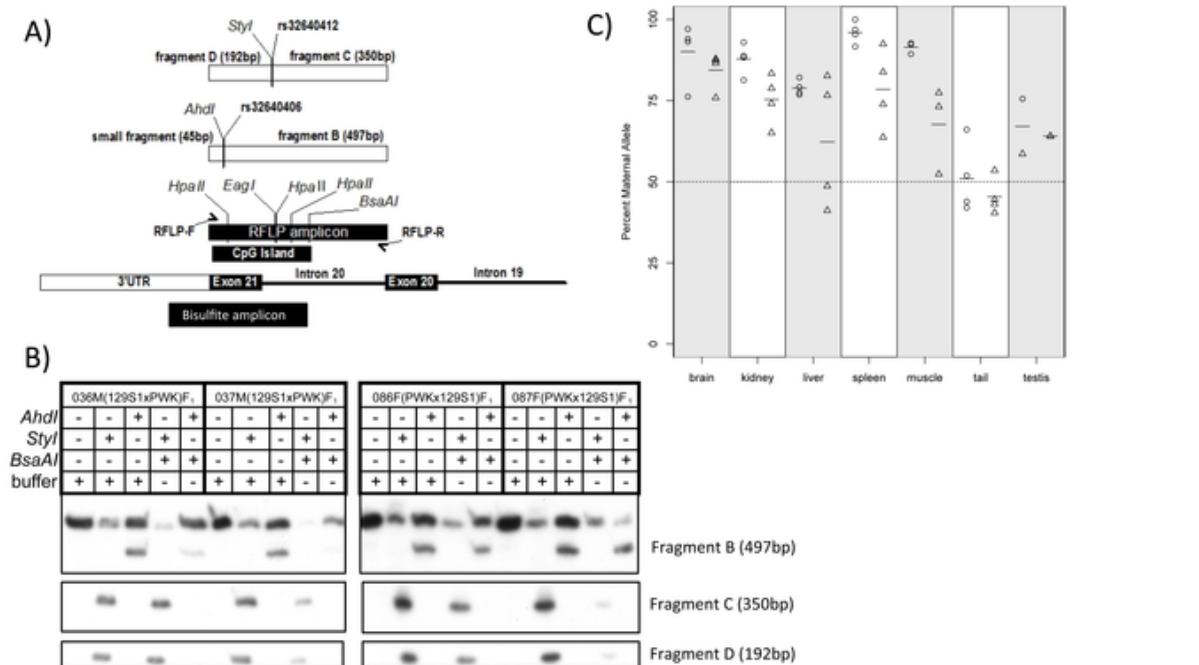 A)
StyI rs32640412
fragment D (192bp) fragment C (350bp)
AhdI rs32640406
small fragment (45bp) fragment B (497bp)
HpaII EagI HpaII HpaII
BsaAI
RFLP-F RFLP amplicon RFLP-R
CpG Island
3'UTR Exon 21 Intron 20 Exon 20 Intron 19
Bisulfite amplicon
B)
036M(129S1xPWK)F1 037M(129S1xPWK)F1 086F(PWKx129S1)F1 087F(PWKx129S1)F1
AhdI - - + - + - - + - + - - + - + - - + - +
StyI - + - + - - + - + - - + - + - - + - + -
BsaAI - - - + + - - - + + - - - + + - - - + +
buffer + + + - - + + + - - + + + - - + + + - -
Fragment B (497bp)
Fragment C (350bp)
Fragment D (192bp)
C)
Percent Maternal Allele
100
75
50
25
0
brain kidney liver spleen muscle tail testis